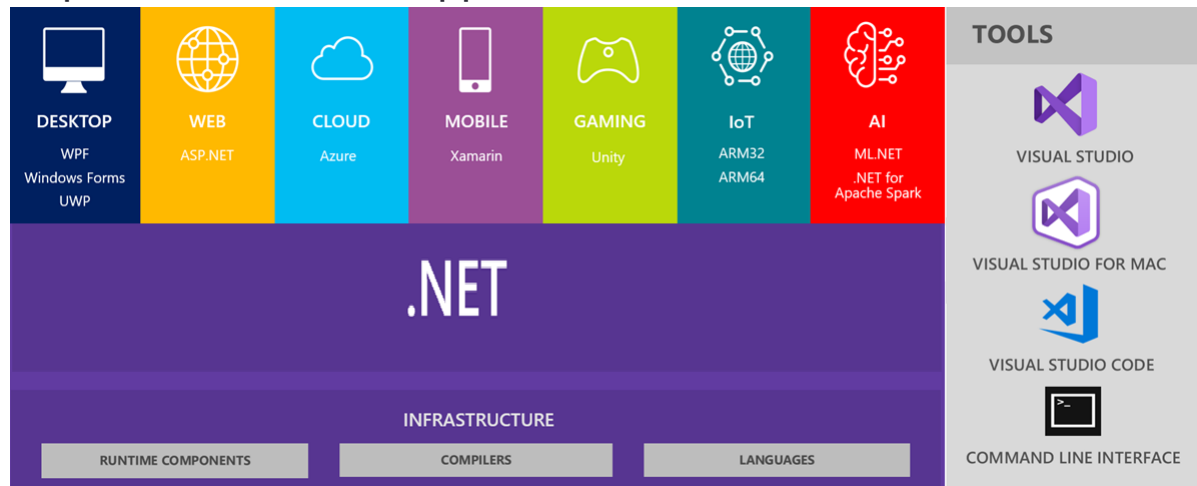 DESKTOP
WPF
Windows Forms
UWP
WEB
ASP.NET
CLOUD
Azure
MOBILE
Xamarin
GAMING
Unity
IoT
ARM32
ARM64
AI
ML.NET
.NET for
Apache Spark
.NET
INFRASTRUCTURE
RUNTIME COMPONENTS
COMPILERS
LANGUAGES
TOOLS
VISUAL STUDIO
VISUAL STUDIO FOR MAC
VISUAL STUDIO CODE
>_
COMMAND LINE INTERFACE